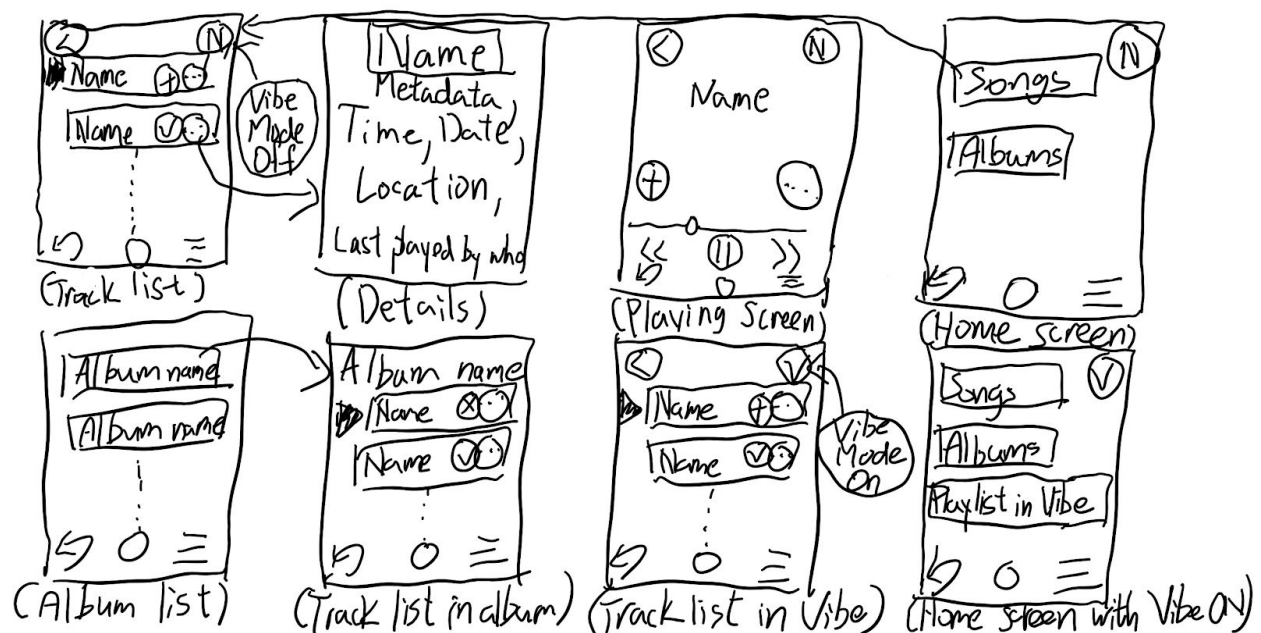 N
Name + ...
Name ✓ ...
Vibe
Mode
Off
(Track list)
Name
Metadata,
Time, Date,
Location,
Last played by who
(Details)
< N
Name
+ ...
<< || >>
(Playing Screen)
N
Songs
Albums
(Home screen)
Album name
Album name
(Album list)
Album name
Name x ...
Name ✓ ...
(Track list in album)
< V
Name + ...
Name ✓ ...
Vibe
Mode
On
(Track list in Vibe)
V
Songs
Albums
Playlist in Vibe
(Home screen with Vibe ON)